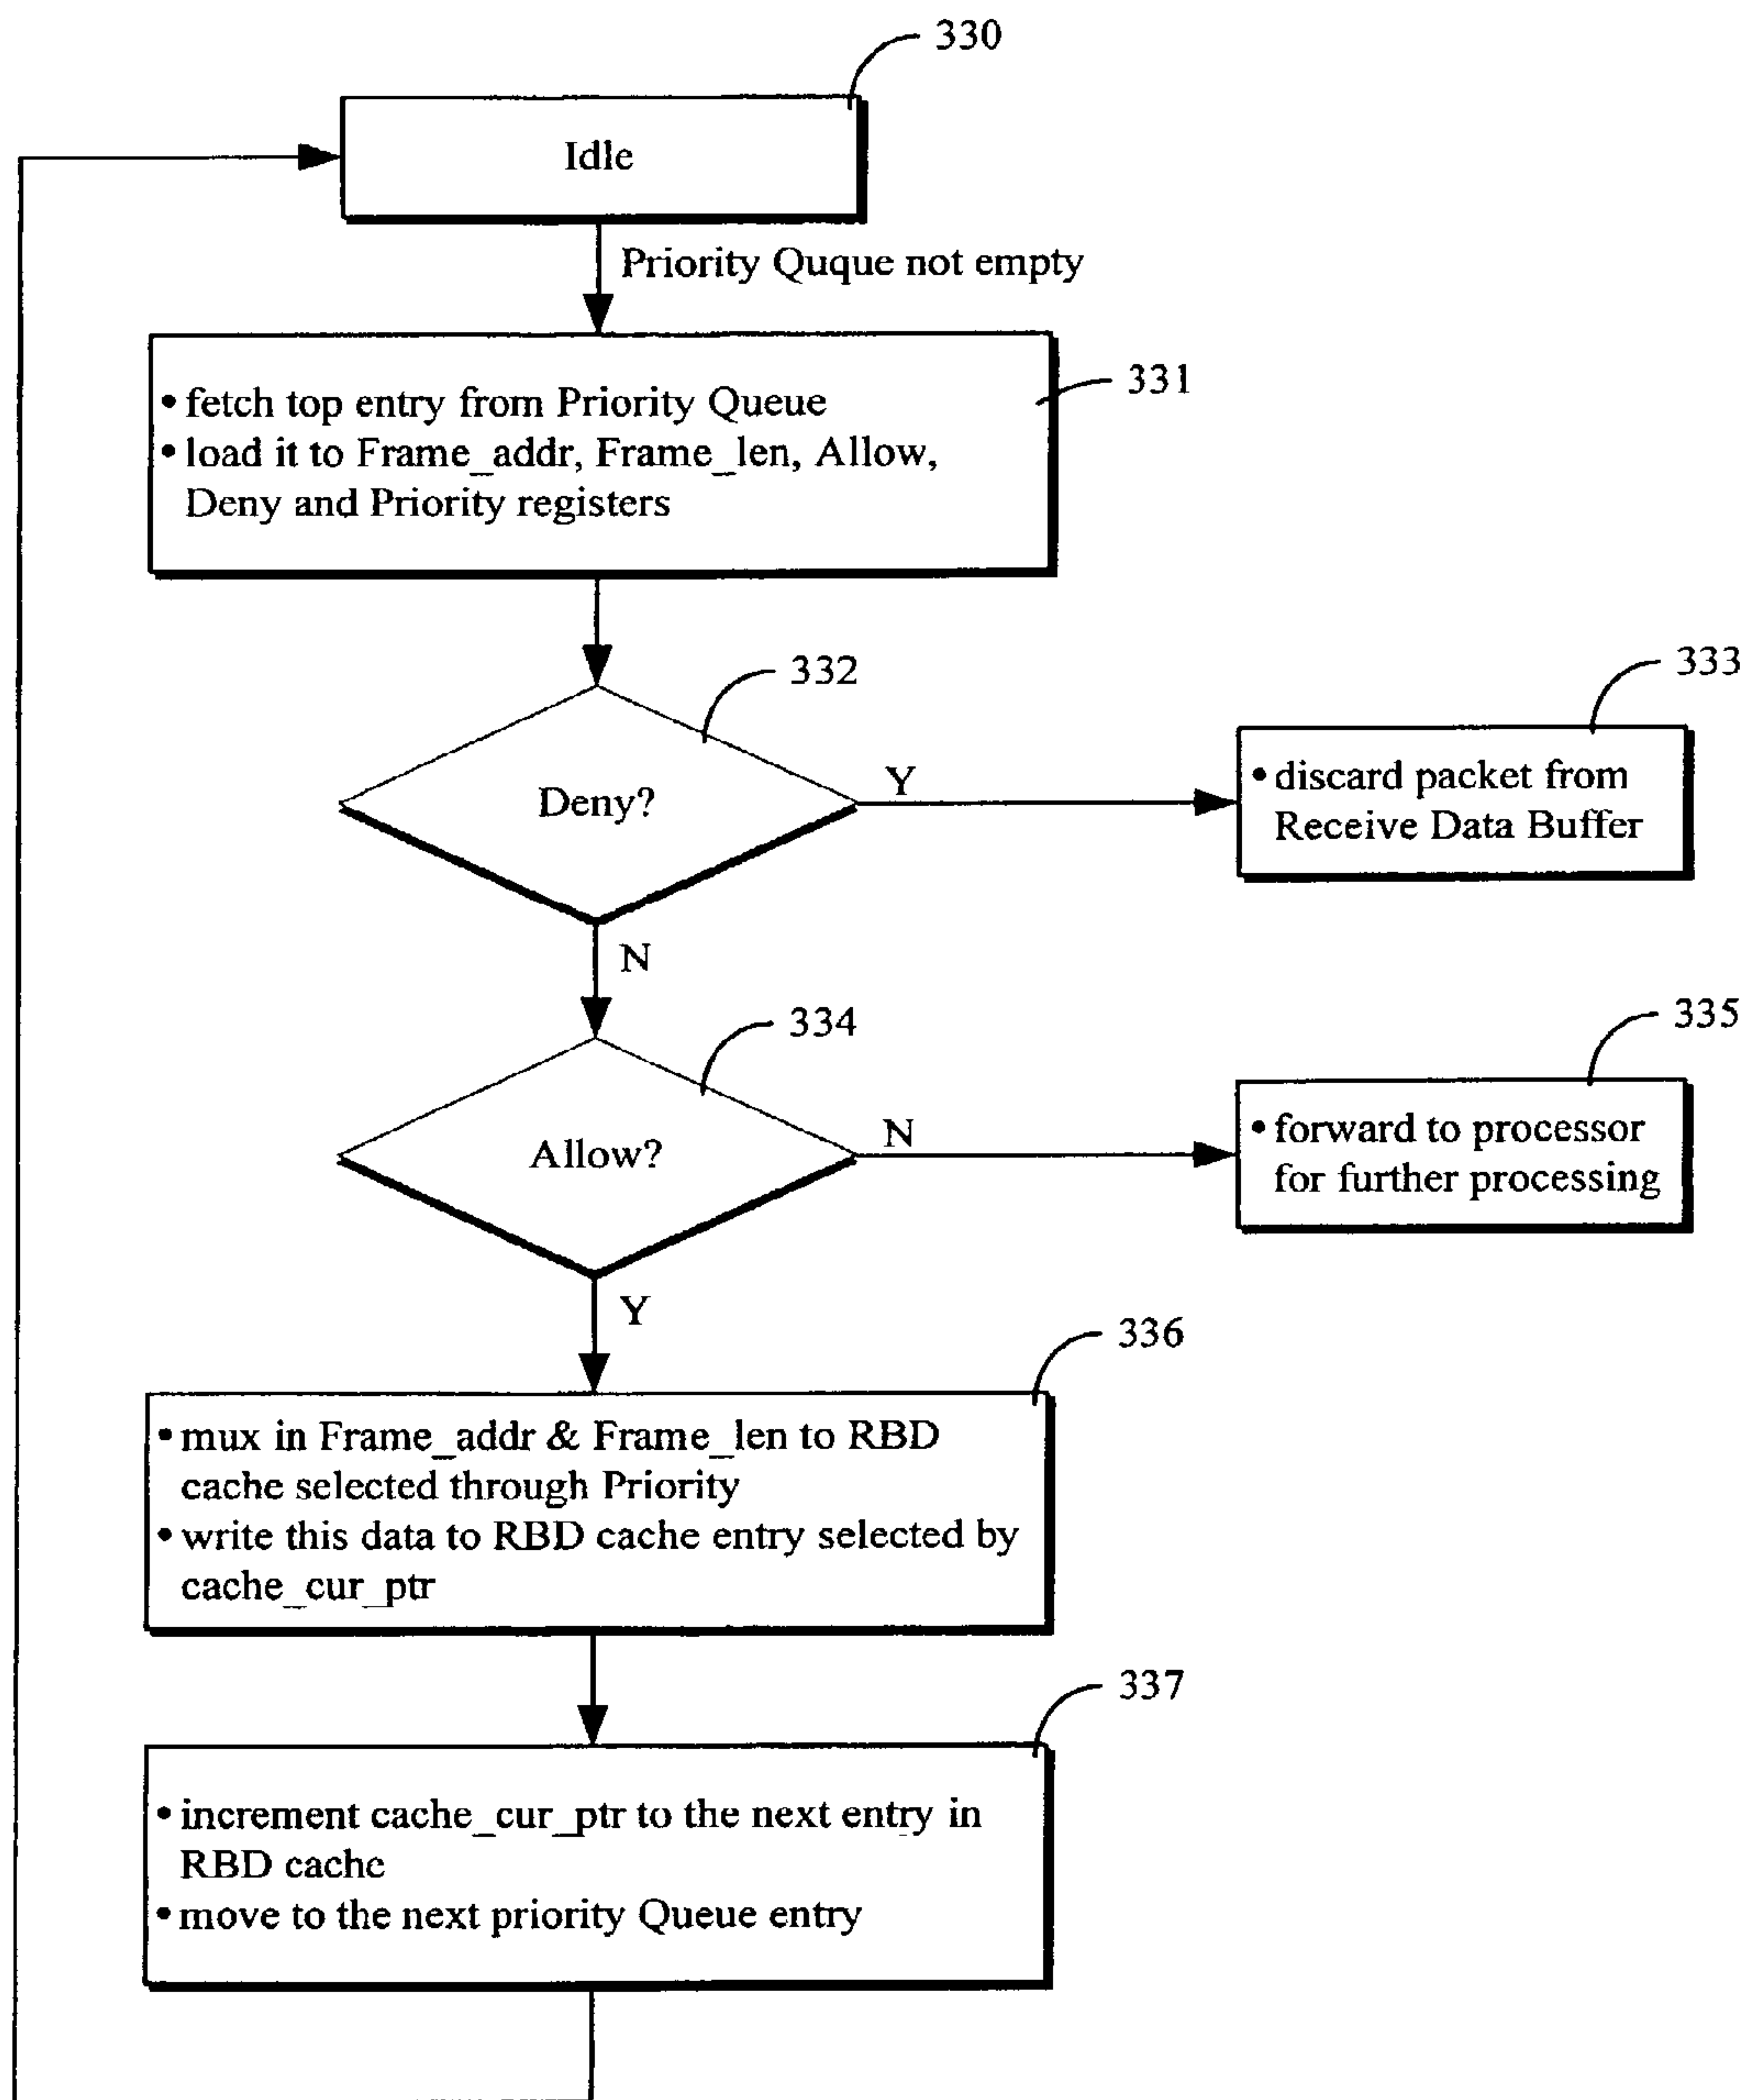 330
Idle
Priority Quque not empty
331
• fetch top entry from Priority Queue
• load it to Frame_addr, Frame_len, Allow,
Deny and Priority registers
332
Deny?
Y
333
• discard packet from
Receive Data Buffer
N
334
Allow?
N
335
• forward to processor
for further processing
Y
336
• mux in Frame_addr & Frame_len to RBD
cache selected through Priority
• write this data to RBD cache entry selected by
cache_cur_ptr
337
• increment cache_cur_ptr to the next entry in
RBD cache
• move to the next priority Queue entry